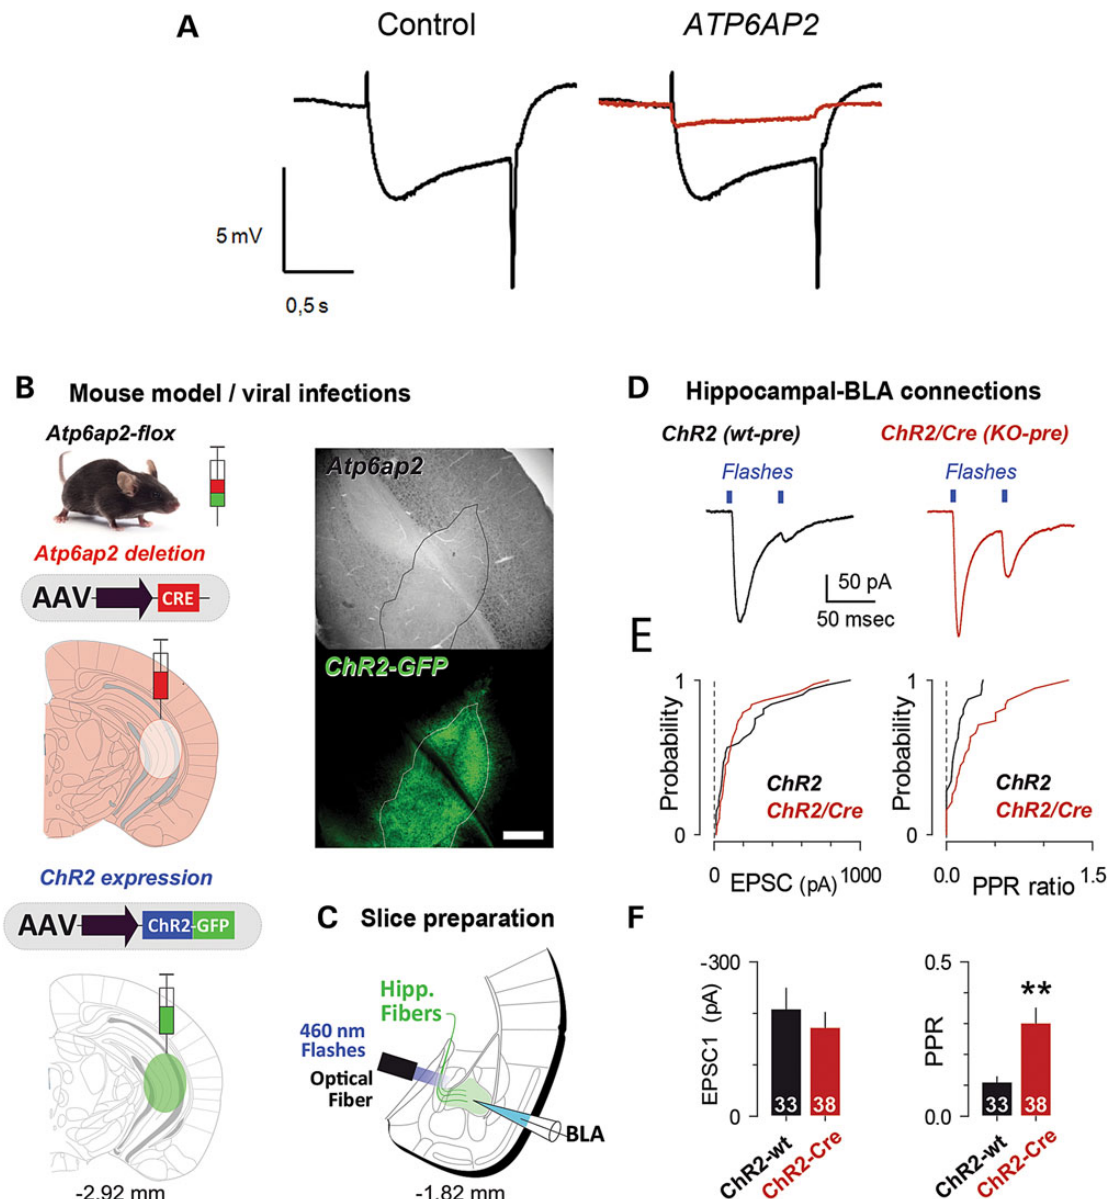 A
Control
ATP6AP2
5 mV
0,5 s
B
Mouse model / viral infections
Atp6ap2-flox
Atp6ap2 deletion
AAV
CRE
Atp6ap2
ChR2-GFP
ChR2 expression
AAV
ChR2-GFP
-2.92 mm
C
Slice preparation
Hipp.
Fibers
460 nm
Flashes
Optical
Fiber
BLA
-1.82 mm
D
Hippocampal-BLA connections
ChR2 (wt-pre)
ChR2/Cre (KO-pre)
Flashes
Flashes
50 pA
50 msec
E
1
Probability
0
ChR2
ChR2/Cre
0
EPSC (pA)
1000
1
Probability
0
ChR2
ChR2/Cre
0.0
PPR ratio
1.5
F
-300
EPSC1 (pA)
0
33
38
ChR2-wt
ChR2-Cre
0.5
PPR
0.0
**
33
38
ChR2-wt
ChR2-Cre